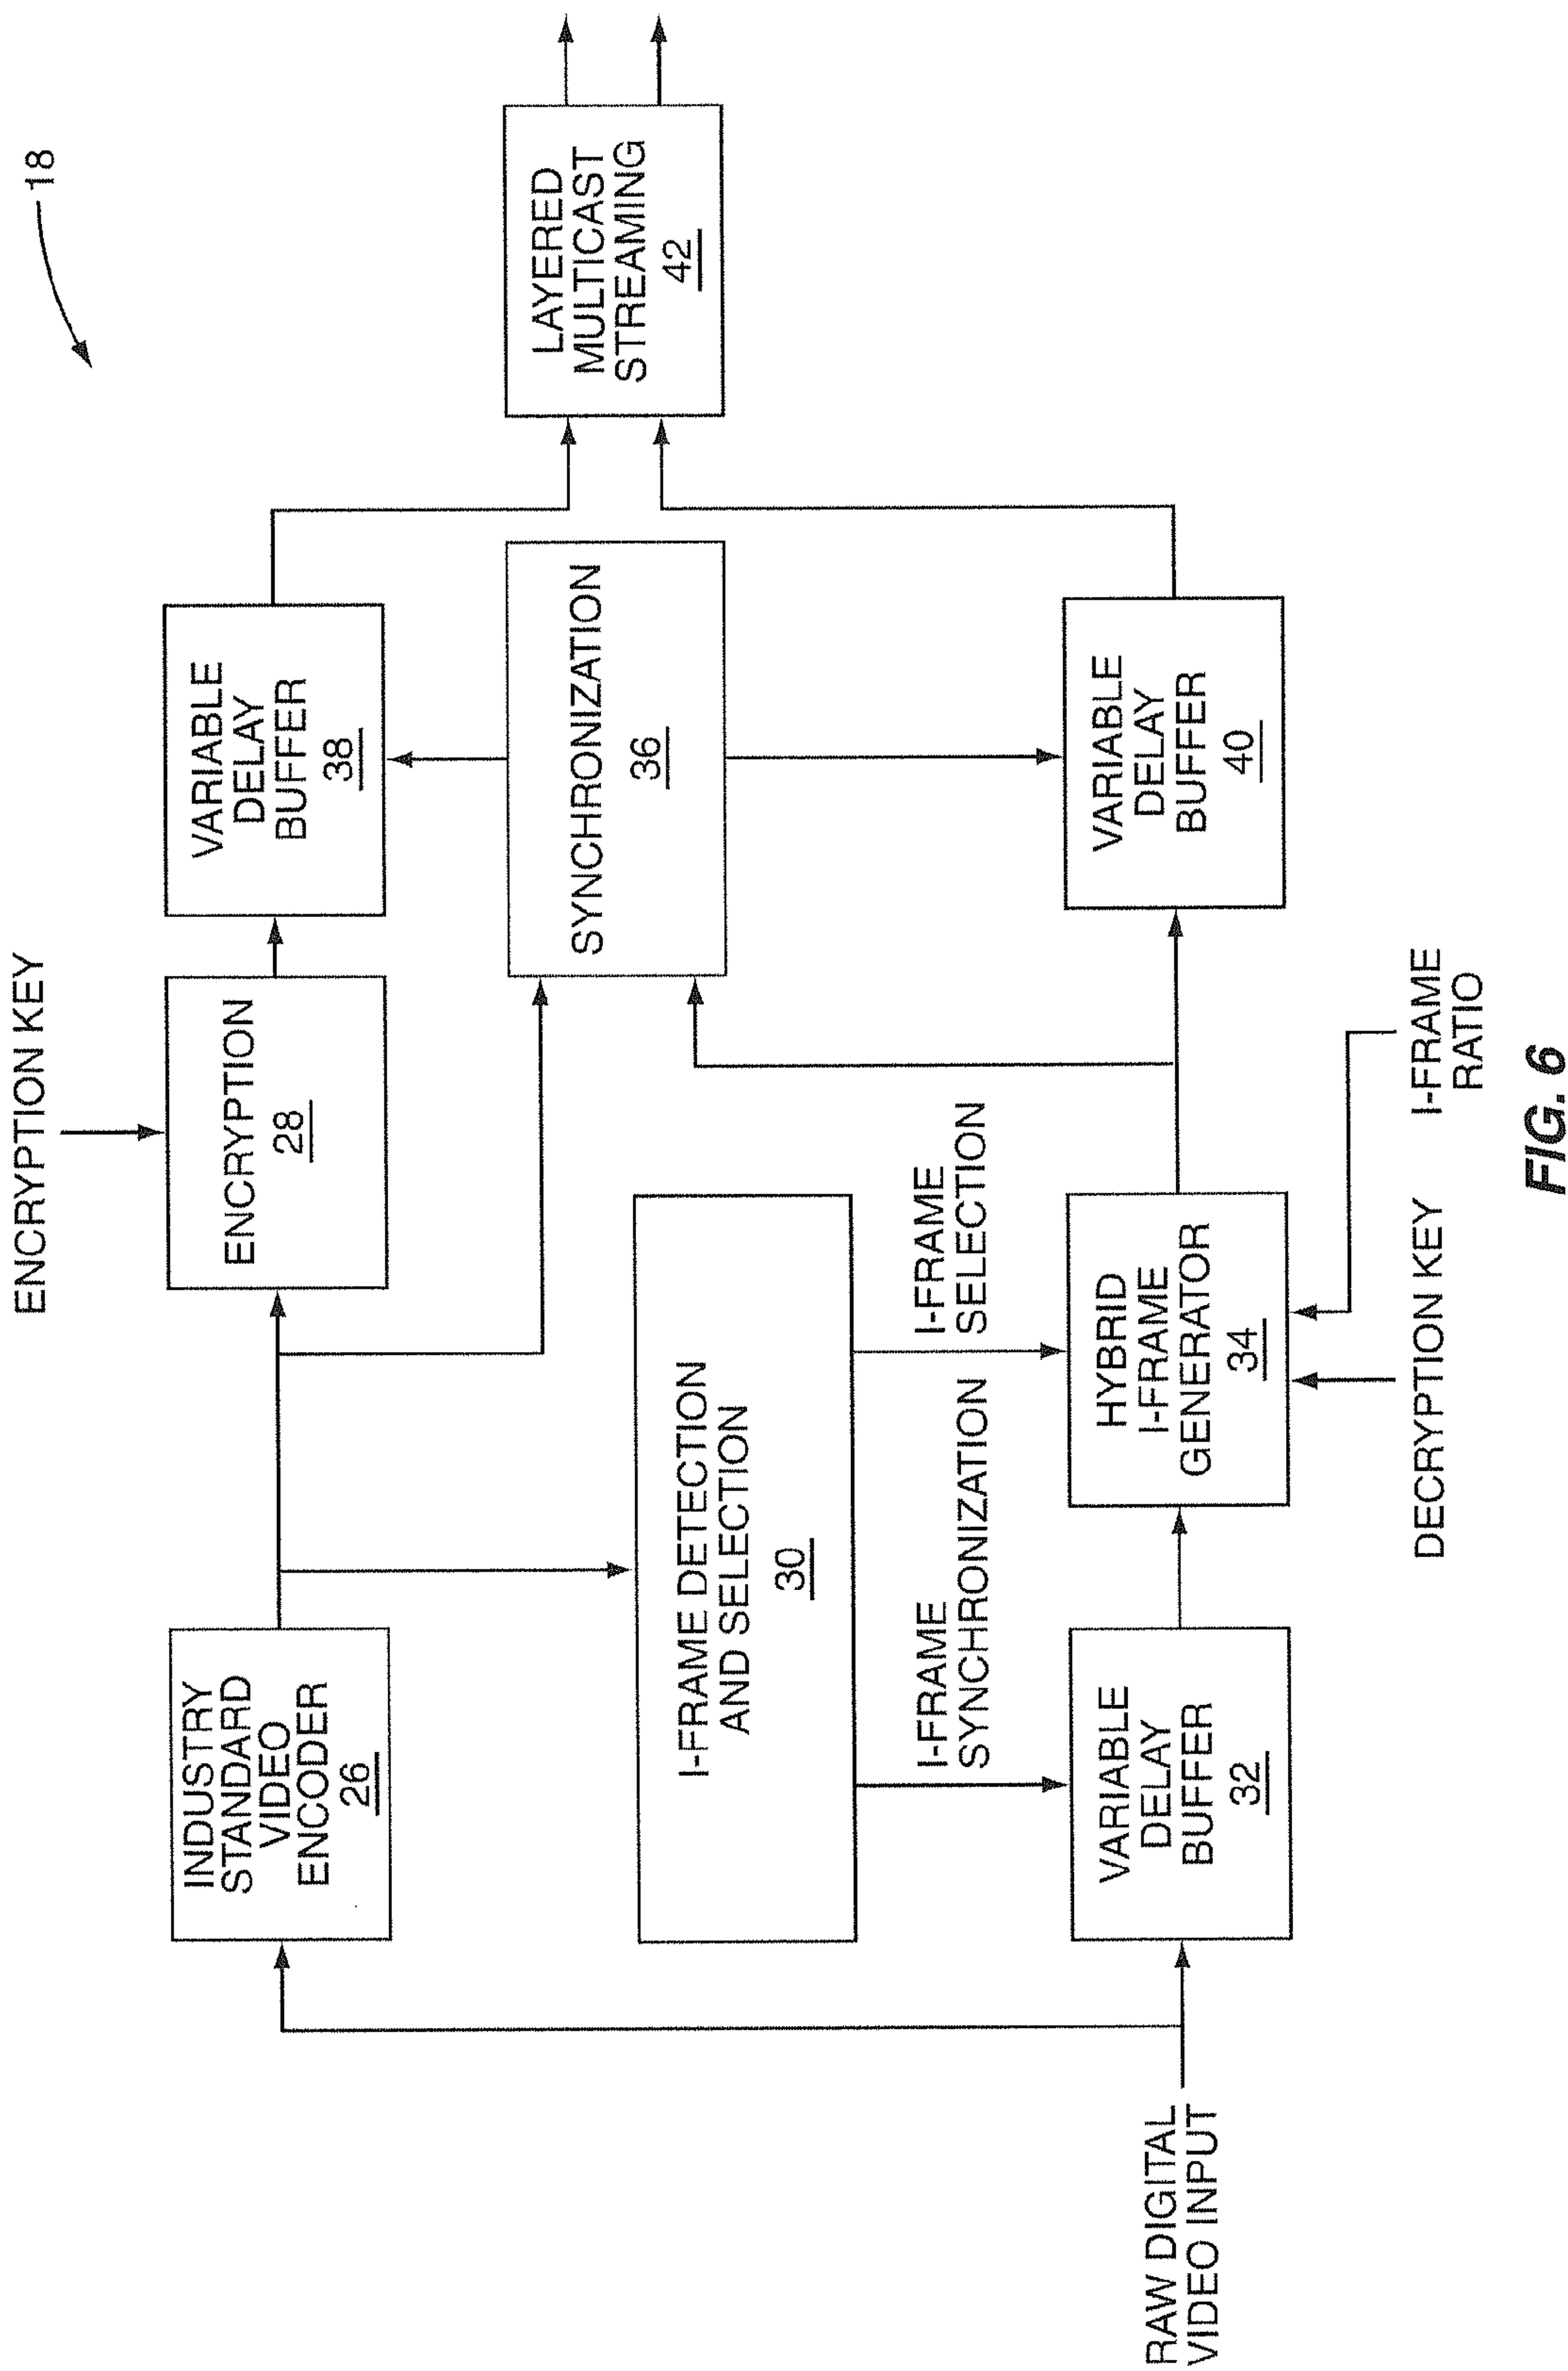 18
ENCRYPTION KEY
INDUSTRY
STANDARD
VIDEO
ENCODER
26
ENCRYPTION
28
VARIABLE
DELAY
BUFFER
38
I-FRAME DETECTION
AND SELECTION
30
SYNCHRONIZATION
36
LAYERED
MULTICAST
STREAMING
42
I-FRAME
SYNCHRONIZATION
I-FRAME
SELECTION
RAW DIGITAL
VIDEO INPUT
VARIABLE
DELAY
BUFFER
32
HYBRID
I-FRAME
GENERATOR
34
VARIABLE
DELAY
BUFFER
40
DECRYPTION KEY
I-FRAME
RATIO
FIG. 6